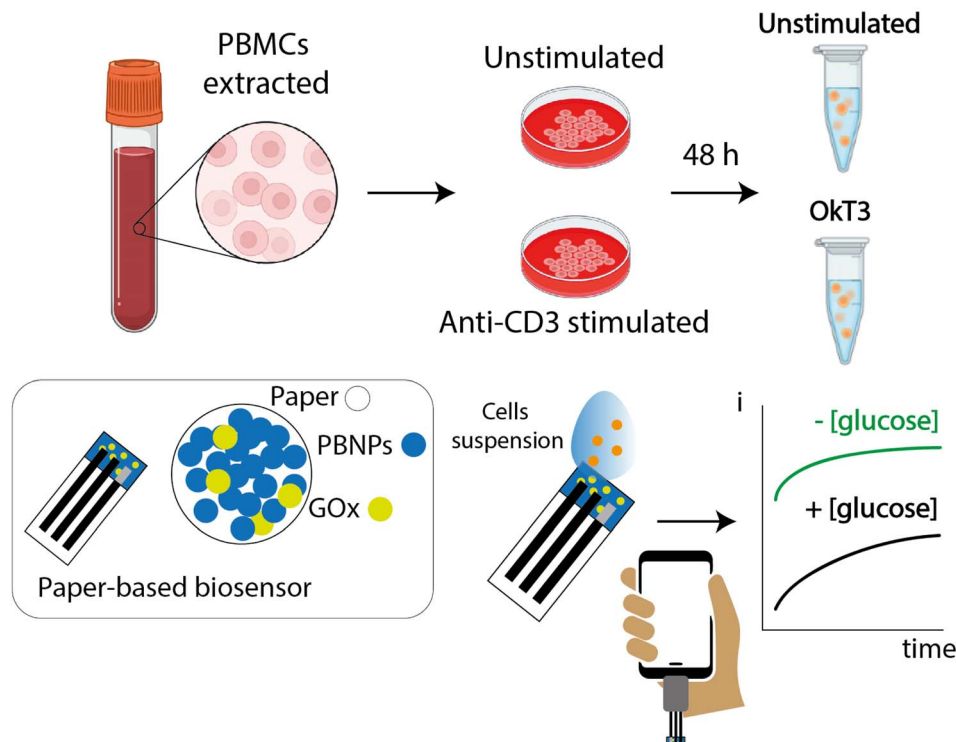 PBMCs
extracted
Unstimulated
Anti-CD3 stimulated
48 h
Unstimulated
OkT3
Paper
PBNPs
GOx
Paper-based biosensor
Cells
suspension
i
- [glucose]
+ [glucose]
time